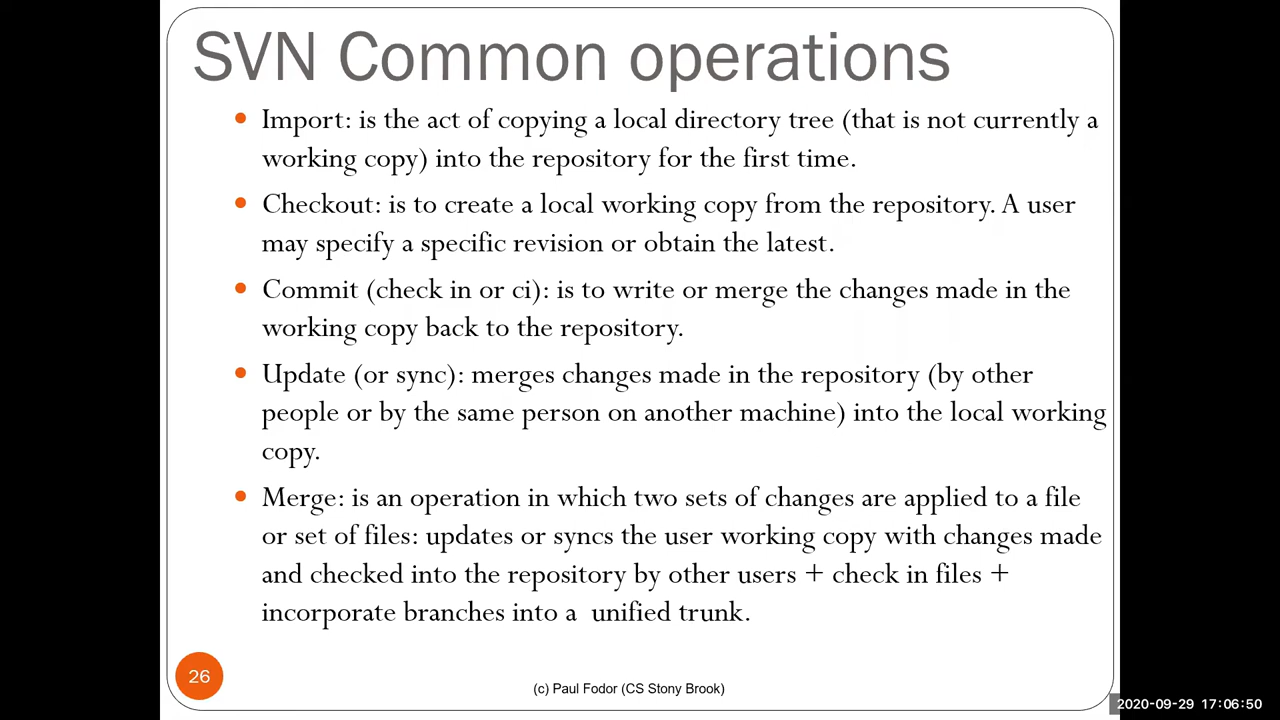 SVN Common operations
Import: is the act of copying a local directory tree (that is not currently a
working copy) into the repository for the first time.
Checkout: is to create a local working copy from the repository. A user
may specify a specific revision or obtain the latest.
Commit (check in or ci): is to write or merge the changes made in the
working copy back to the repository.
Update (or sync): merges changes made in the repository (by other
people or by the same person on another machine) into the local working
copy.
Merge: is an operation in which two sets of changes are applied to a file
or set of files: updates or syncs the user working copy with changes made
and checked into the repository by other users + check in files +
incorporate branches into a unified trunk.
26
(c) Paul Fodor (CS Stony Brook)
2020-09-29 17:06:50